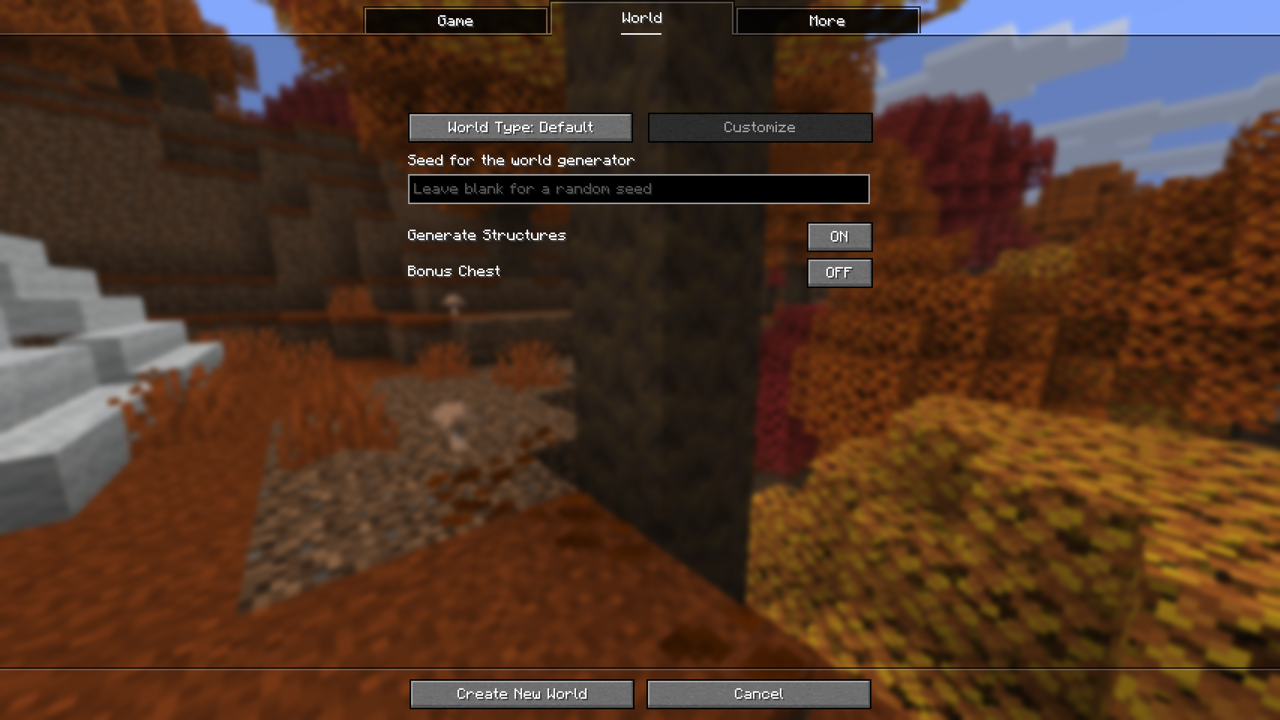 Game
World
More
World Type: Default
Customize
Seed for the world generator
Leave blank for a random seed
Generate Structures
ON
Bonus Chest
OFF
Create New World
Cancel